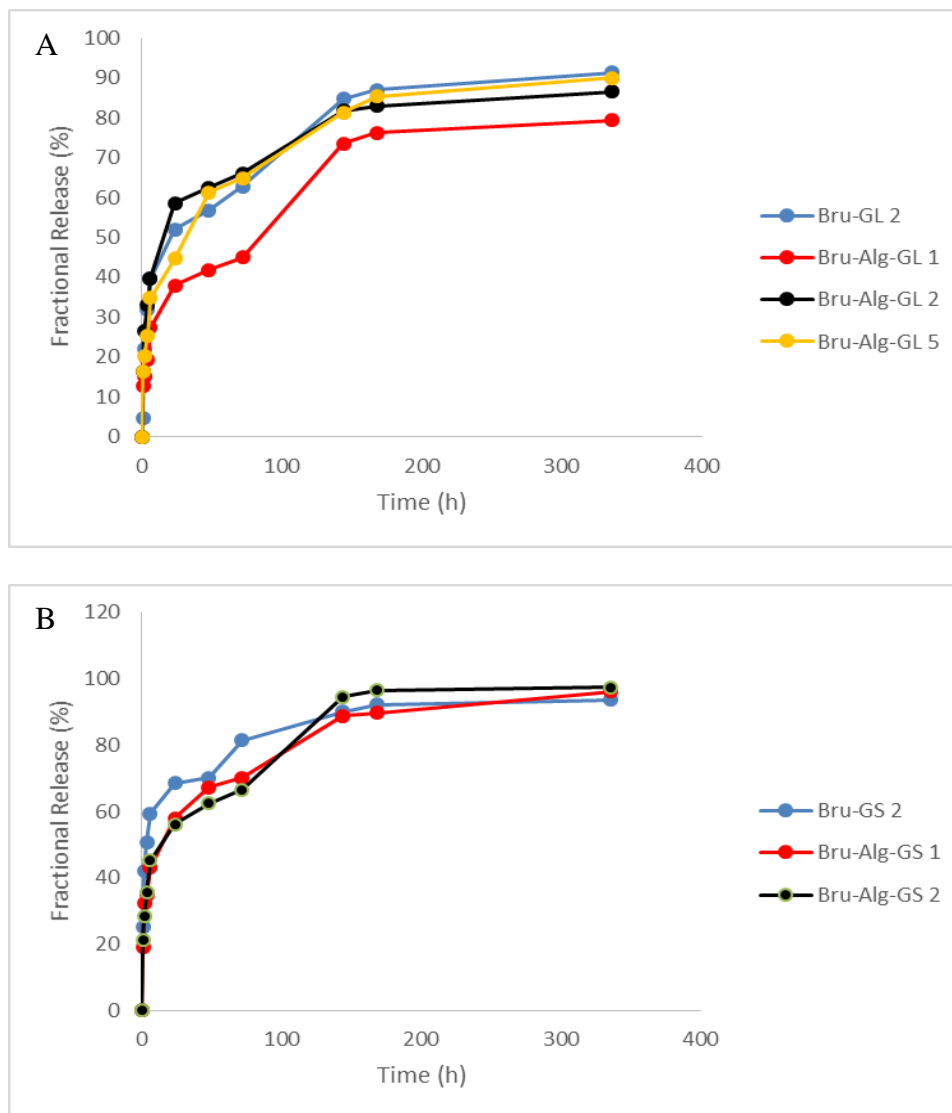 A
100
90
80
70
60
50
40
30
20
10
0
Fractional Release (%)
0 100 200 300 400
Time (h)
Bru-GL 2
Bru-Alg-GL 1
Bru-Alg-GL 2
Bru-Alg-GL 5
B
120
100
80
60
40
20
0
Fractional Release (%)
0 100 200 300 400
Time (h)
Bru-GS 2
Bru-Alg-GS 1
Bru-Alg-GS 2